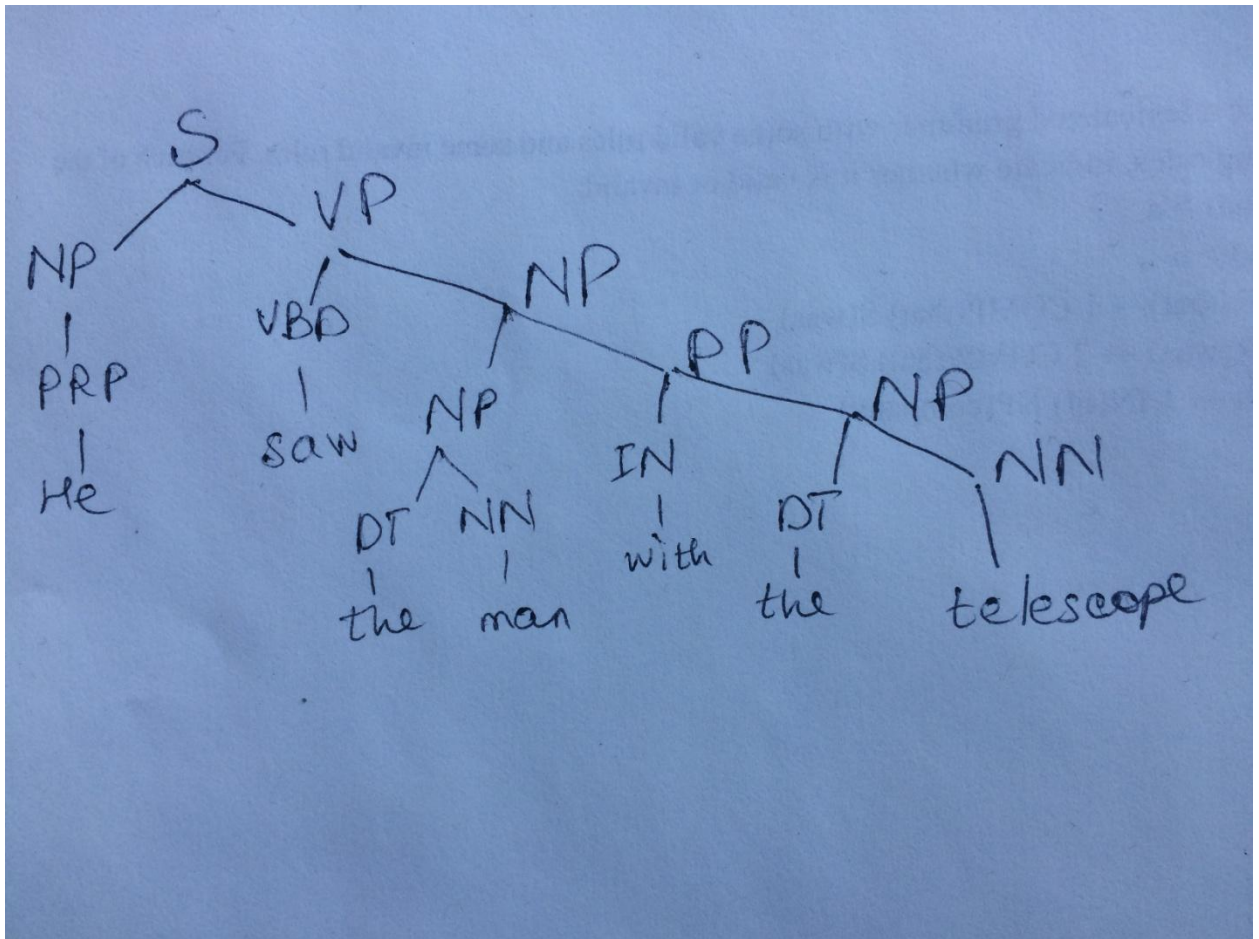 S
VP
NP
NP
VBD
PP
PRP
NP
NP
saw
IN
NN
He
DT NN
DT
with
the man
the
telescope